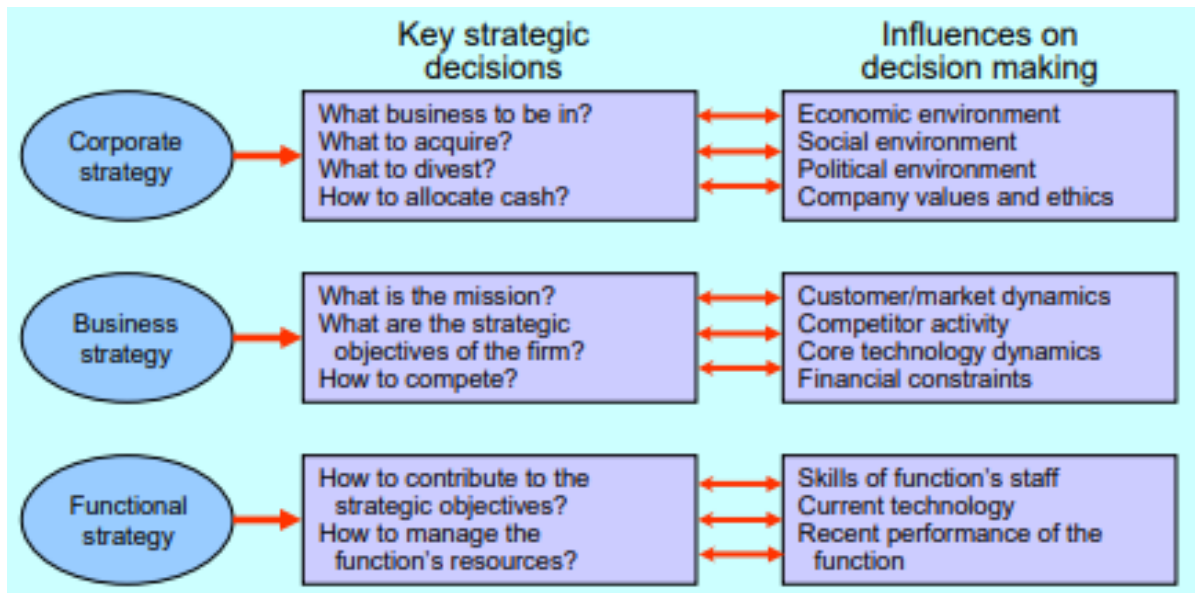 Key strategic
decisions
Influences on
decision making
Corporate
strategy
What business to be in?
What to acquire?
What to divest?
How to allocate cash?
Economic environment
Social environment
Political environment
Company values and ethics
Business
strategy
What is the mission?
What are the strategic
objectives of the firm?
How to compete?
Customer/market dynamics
Competitor activity
Core technology dynamics
Financial constraints
Functional
strategy
How to contribute to the
strategic objectives?
How to manage the
function’s resources?
Skills of function’s staff
Current technology
Recent performance of the
function